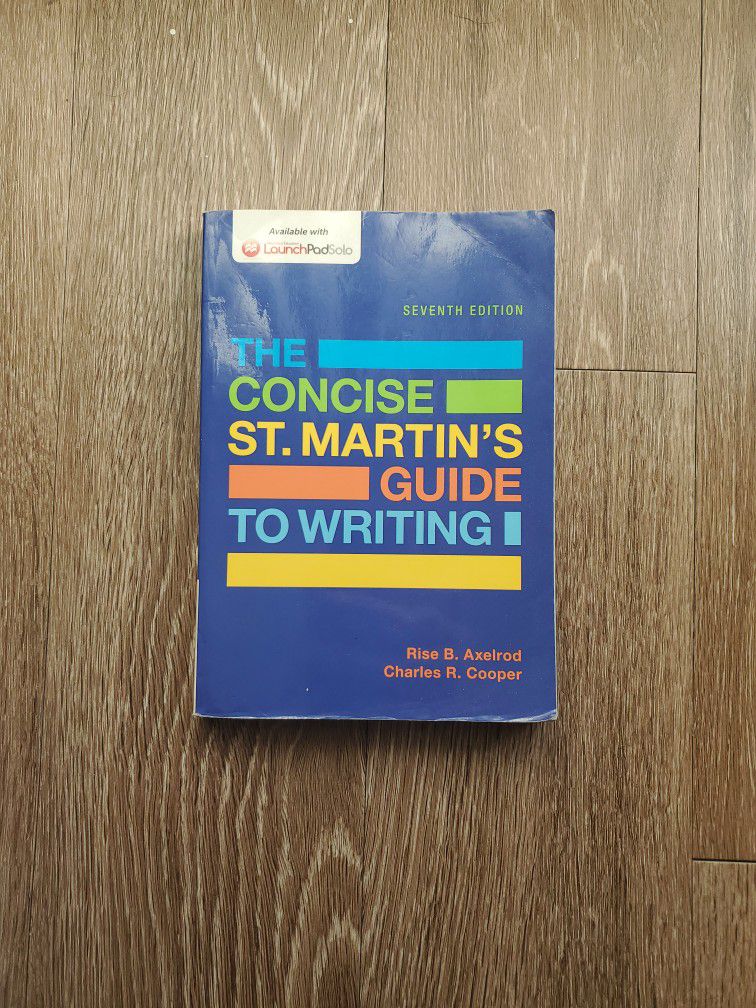 Available with
LaunchPadSolo
SEVENTH EDITION
THE
CONCISE
ST. MARTIN'S
GUIDE
TO WRITING
Rise B. Axelrod
Charles R. Cooper